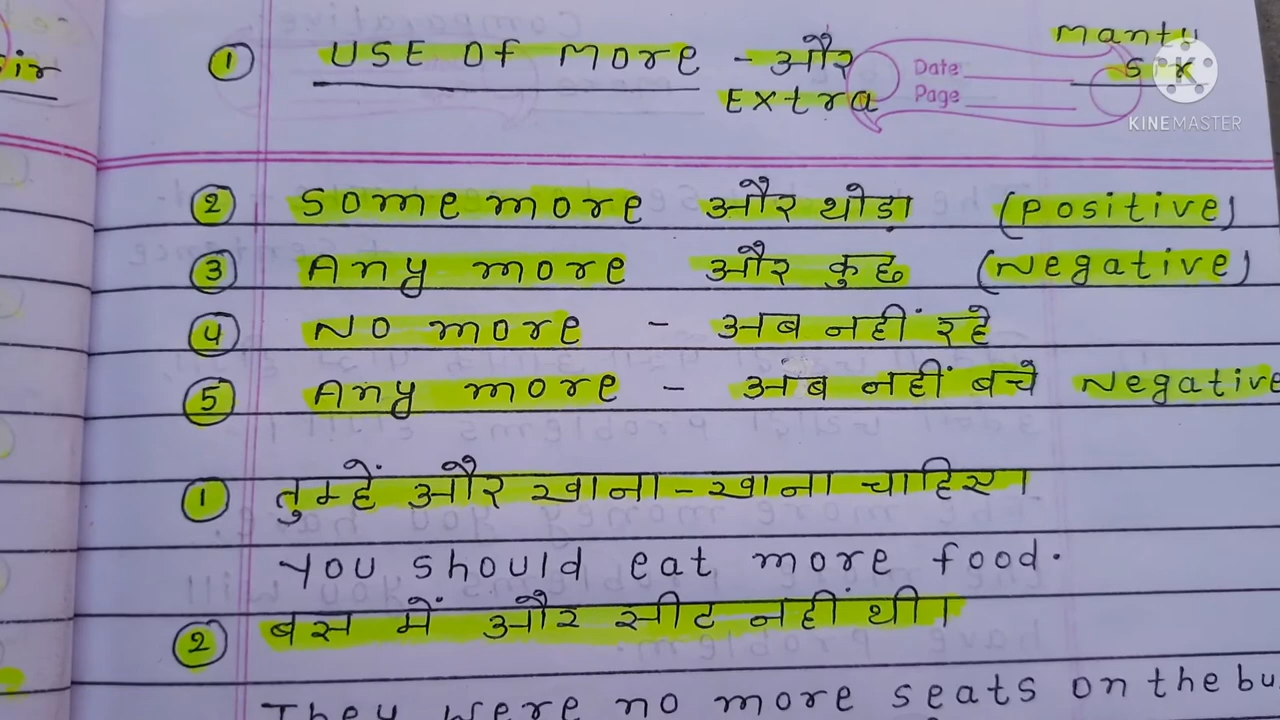 ir
① USE Of more - और
Extra
mantu
sir
Date
Page
K
KINEMASTER
② some more और थोड़ा (positive)
③ Any more और कुछ (Negative)
④ No more - अब नहीं रहे
⑤ Any more - अब नहीं बचे Negative
① तुम्हें और खाना-खाना चाहिए।
You should eat more food.
② बस में और सीट नहीं थी।
They were no more seats on the bu